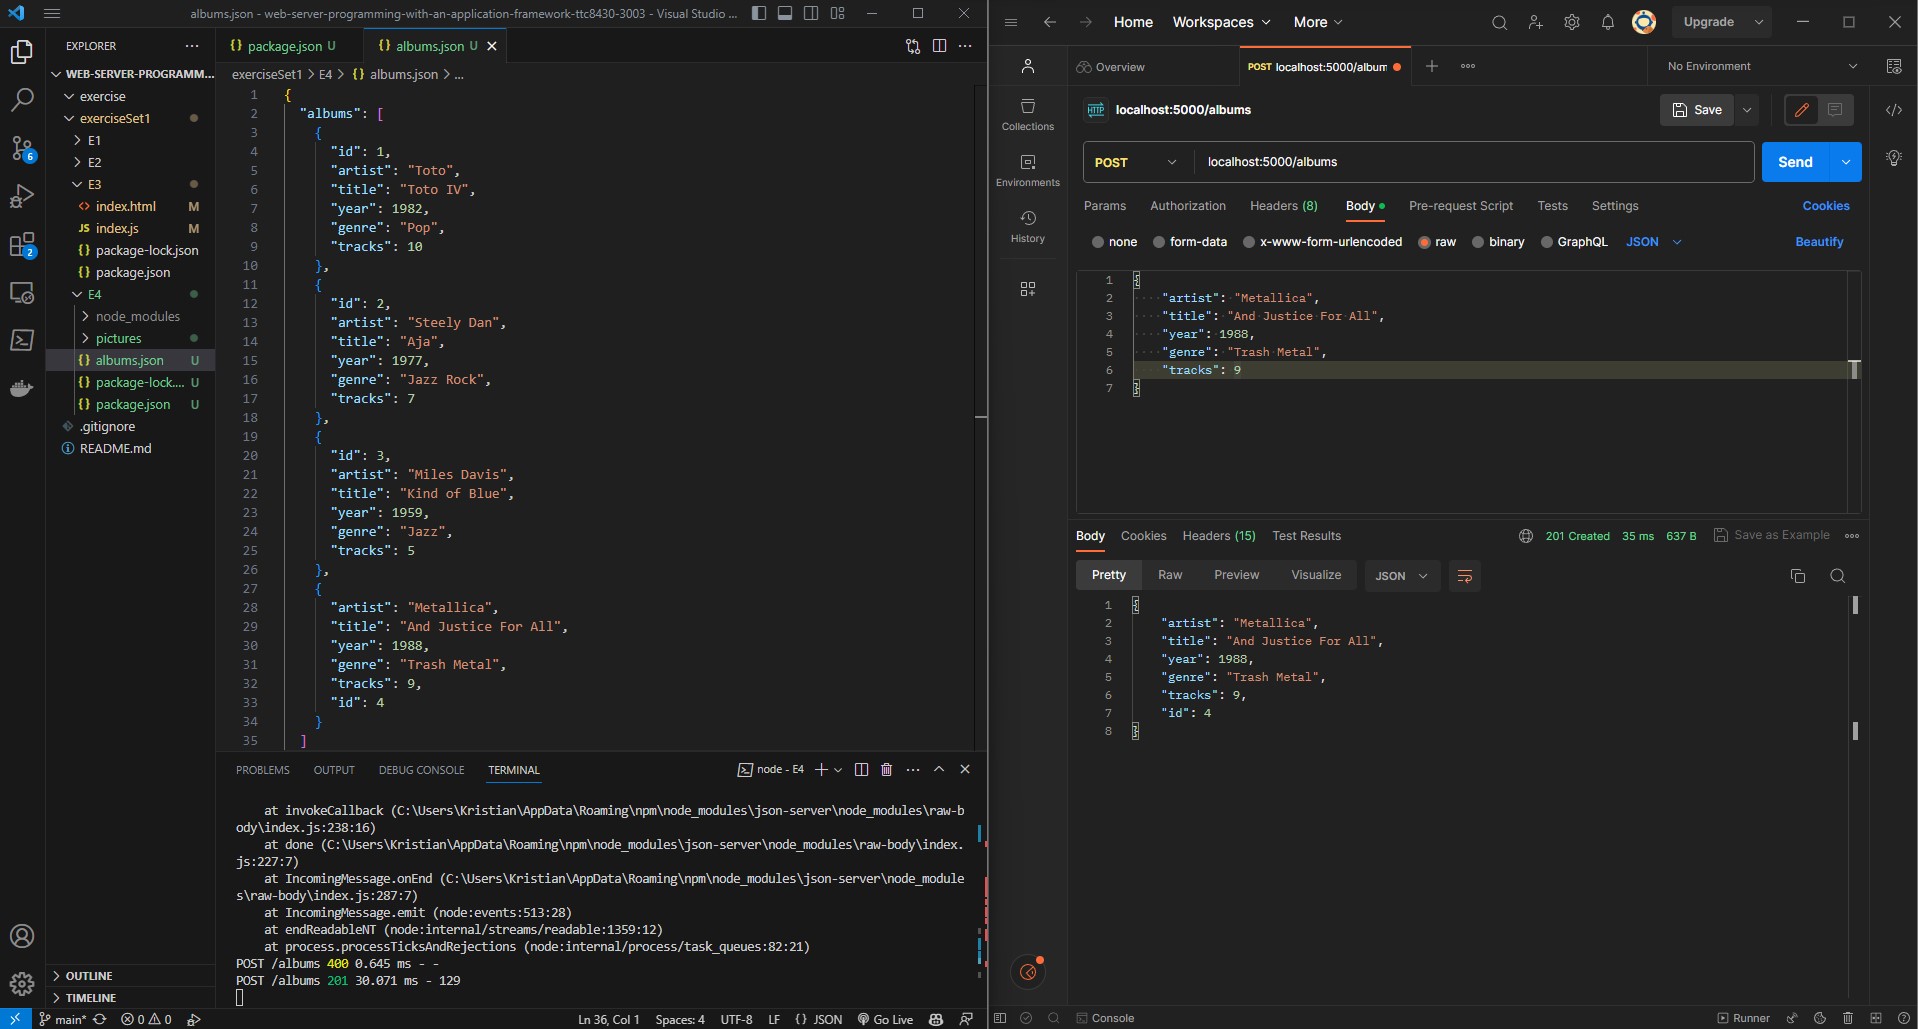 albums.json - web-server-programming-with-an-application-framework-ttc8430-3003 - Visual Studio ...
EXPLORER
WEB-SERVER-PROGRAMM...
exercise
exerciseSet1
E1
E2
E3
index.html M
JS index.js M
{} package-lock.json
{} package.json
E4
node_modules
pictures
{} albums.json U
{} package-lock.... U
{} package.json U
.gitignore
README.md
OUTLINE
TIMELINE
6
2
{} package.json U
{} albums.json U
exerciseSet1 > E4 > {} albums.json > ...
1 {
2 "albums": [
3 {
4 "id": 1,
5 "artist": "Toto",
6 "title": "Toto IV",
7 "year": 1982,
8 "genre": "Pop",
9 "tracks": 10
10 },
11 {
12 "id": 2,
13 "artist": "Steely Dan",
14 "title": "Aja",
15 "year": 1977,
16 "genre": "Jazz Rock",
17 "tracks": 7
18 },
19 {
20 "id": 3,
21 "artist": "Miles Davis",
22 "title": "Kind of Blue",
23 "year": 1959,
24 "genre": "Jazz",
25 "tracks": 5
26 },
27 {
28 "artist": "Metallica",
29 "title": "And Justice For All",
30 "year": 1988,
31 "genre": "Trash Metal",
32 "tracks": 9,
33 "id": 4
34 }
35 ]
PROBLEMS OUTPUT DEBUG CONSOLE TERMINAL
node - E4
at invokeCallback (C:\Users\Kristian\AppData\Roaming\npm\node_modules\json-server\node_modules\raw-b
ody\index.js:238:16)
at done (C:\Users\Kristian\AppData\Roaming\npm\node_modules\json-server\node_modules\raw-body\index.
js:227:7)
at IncomingMessage.onEnd (C:\Users\Kristian\AppData\Roaming\npm\node_modules\json-server\node_module
s\raw-body\index.js:287:7)
at IncomingMessage.emit (node:events:513:28)
at endReadableNT (node:internal/streams/readable:1359:12)
at process.processTicksAndRejections (node:internal/process/task_queues:82:21)
POST /albums 400 0.645 ms - -
POST /albums 201 30.071 ms - 129
main* 0 0 Ln 36, Col 1 Spaces: 4 UTF-8 LF {} JSON Go Live
Home Workspaces More Upgrade
Overview POST localhost:5000/album No Environment
Collections
Environments
History
HTTP localhost:5000/albums Save
POST localhost:5000/albums Send
Params Authorization Headers (8) Body Pre-request Script Tests Settings Cookies
none form-data x-www-form-urlencoded raw binary GraphQL JSON Beautify
1 {
2 "artist": "Metallica",
3 "title": "And Justice For All",
4 "year": 1988,
5 "genre": "Trash Metal",
6 "tracks": 9
7 }
Body Cookies Headers (15) Test Results 201 Created 35 ms 637 B Save as Example
Pretty Raw Preview Visualize JSON
1 {
2 "artist": "Metallica",
3 "title": "And Justice For All",
4 "year": 1988,
5 "genre": "Trash Metal",
6 "tracks": 9,
7 "id": 4
8 }
Console Runner